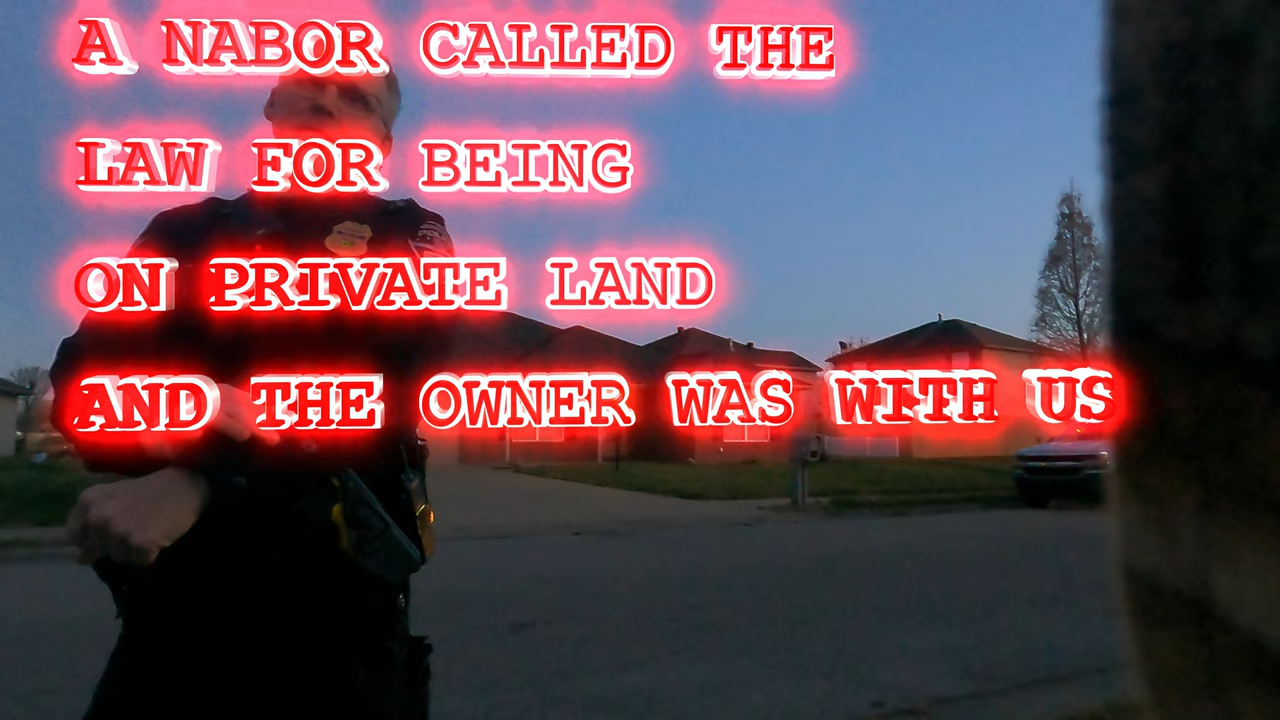 A NABOR CALLED THE
LAW FOR BEING
ON PRIVATE LAND
AND THE OWNER WAS WITH US